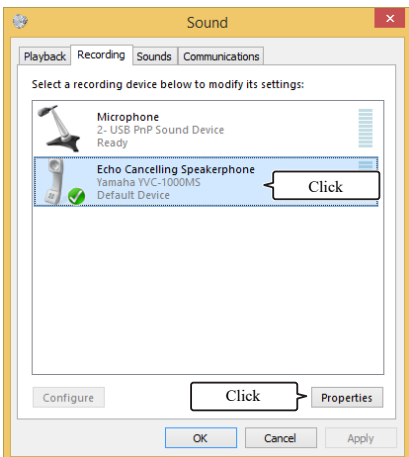 Sound
Playback Recording Sounds Communications
Select a recording device below to modify its settings:
Microphone
2- USB PnP Sound Device
Ready
Echo Cancelling Speakerphone
Yamaha YVC-1000MS
Default Device
Click
Configure
Click
Properties
OK Cancel Apply